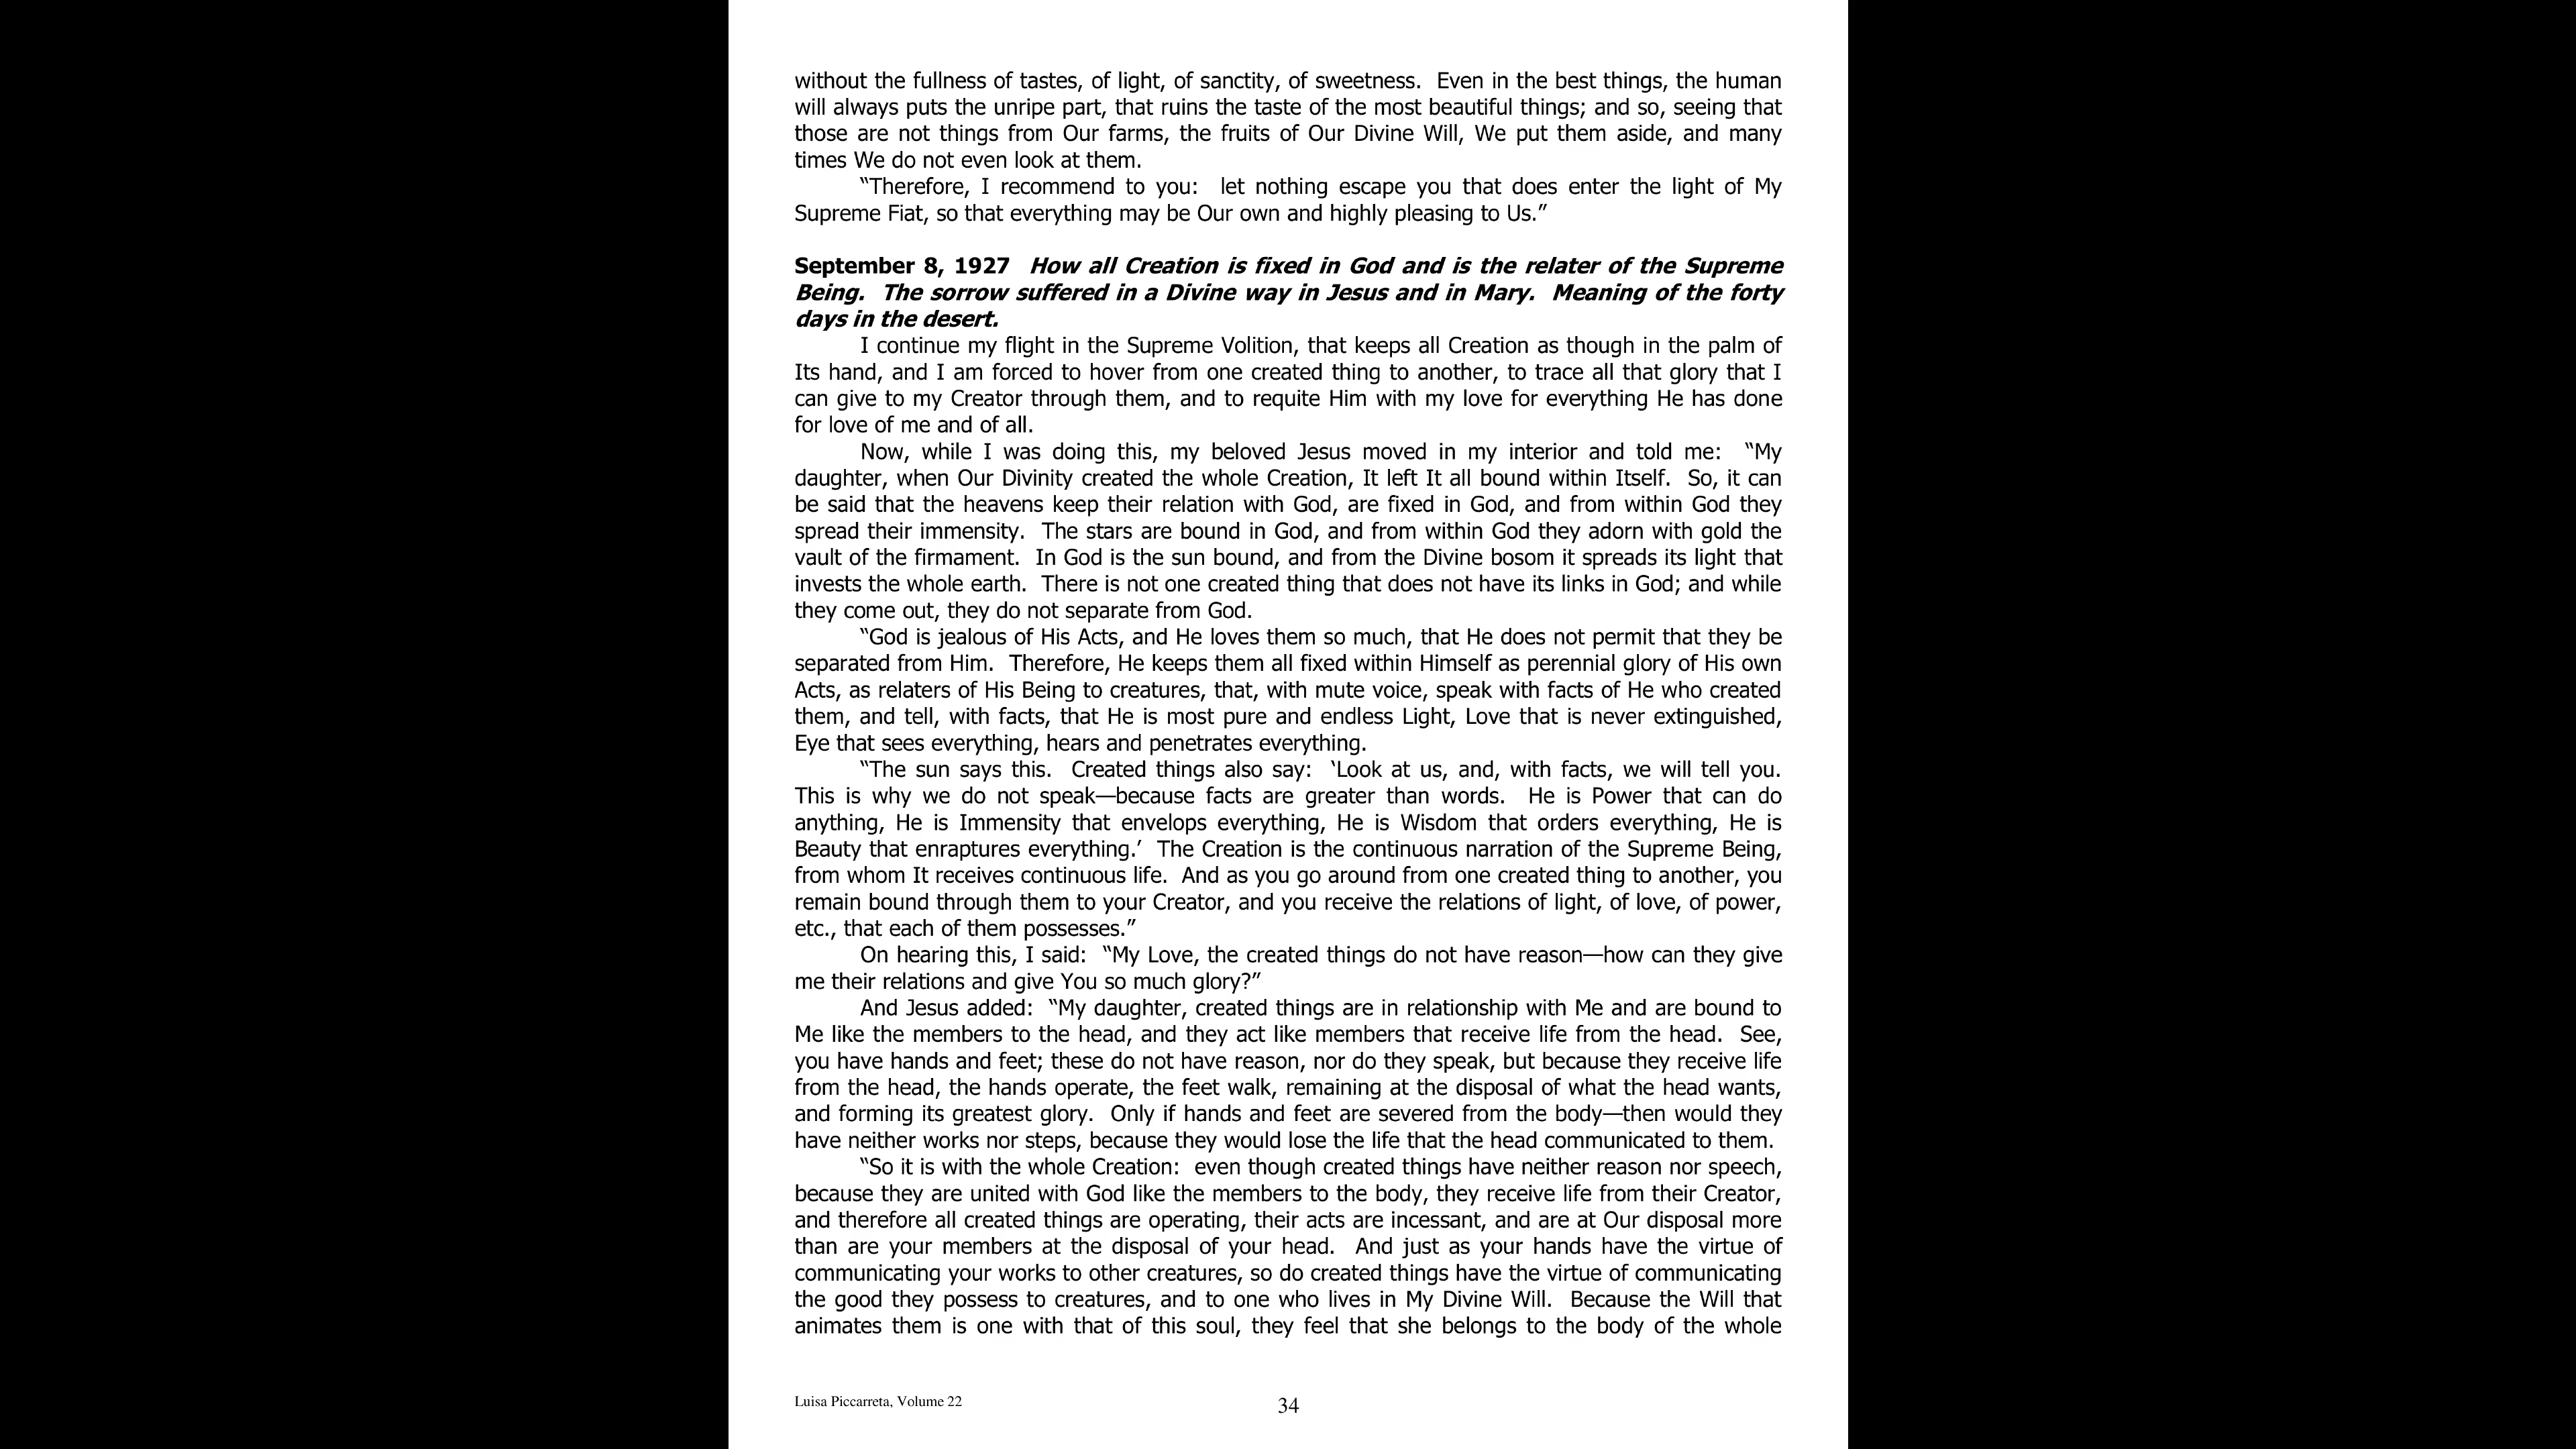 without the fullness of tastes, of light, of sanctity, of sweetness.  Even in the best things, the human
will always puts the unripe part, that ruins the taste of the most beautiful things; and so, seeing that
those are not things from Our farms, the fruits of Our Divine Will, We put them aside, and many
times We do not even look at them.
“Therefore, I recommend to you:  let nothing escape you that does enter the light of My
Supreme Fiat, so that everything may be Our own and highly pleasing to Us.”
September 8, 1927  How all Creation is fixed in God and is the relater of the Supreme
Being.  The sorrow suffered in a Divine way in Jesus and in Mary.  Meaning of the forty
days in the desert.
I continue my flight in the Supreme Volition, that keeps all Creation as though in the palm of
Its hand, and I am forced to hover from one created thing to another, to trace all that glory that I
can give to my Creator through them, and to requite Him with my love for everything He has done
for love of me and of all.
Now, while I was doing this, my beloved Jesus moved in my interior and told me:  “My
daughter, when Our Divinity created the whole Creation, It left It all bound within Itself.  So, it can
be said that the heavens keep their relation with God, are fixed in God, and from within God they
spread their immensity.  The stars are bound in God, and from within God they adorn with gold the
vault of the firmament.  In God is the sun bound, and from the Divine bosom it spreads its light that
invests the whole earth.  There is not one created thing that does not have its links in God; and while
they come out, they do not separate from God.
“God is jealous of His Acts, and He loves them so much, that He does not permit that they be
separated from Him.  Therefore, He keeps them all fixed within Himself as perennial glory of His own
Acts, as relaters of His Being to creatures, that, with mute voice, speak with facts of He who created
them, and tell, with facts, that He is most pure and endless Light, Love that is never extinguished,
Eye that sees everything, hears and penetrates everything.
“The sun says this.  Created things also say:  ‘Look at us, and, with facts, we will tell you.
This is why we do not speak—because facts are greater than words.  He is Power that can do
anything, He is Immensity that envelops everything, He is Wisdom that orders everything, He is
Beauty that enraptures everything.’  The Creation is the continuous narration of the Supreme Being,
from whom It receives continuous life.  And as you go around from one created thing to another, you
remain bound through them to your Creator, and you receive the relations of light, of love, of power,
etc., that each of them possesses.”
On hearing this, I said:  “My Love, the created things do not have reason—how can they give
me their relations and give You so much glory?”
And Jesus added:  “My daughter, created things are in relationship with Me and are bound to
Me like the members to the head, and they act like members that receive life from the head.  See,
you have hands and feet; these do not have reason, nor do they speak, but because they receive life
from the head, the hands operate, the feet walk, remaining at the disposal of what the head wants,
and forming its greatest glory.  Only if hands and feet are severed from the body—then would they
have neither works nor steps, because they would lose the life that the head communicated to them.
“So it is with the whole Creation:  even though created things have neither reason nor speech,
because they are united with God like the members to the body, they receive life from their Creator,
and therefore all created things are operating, their acts are incessant, and are at Our disposal more
than are your members at the disposal of your head.  And just as your hands have the virtue of
communicating your works to other creatures, so do created things have the virtue of communicating
the good they possess to creatures, and to one who lives in My Divine Will.  Because the Will that
animates them is one with that of this soul, they feel that she belongs to the body of the whole
Luisa Piccarreta, Volume 22
34